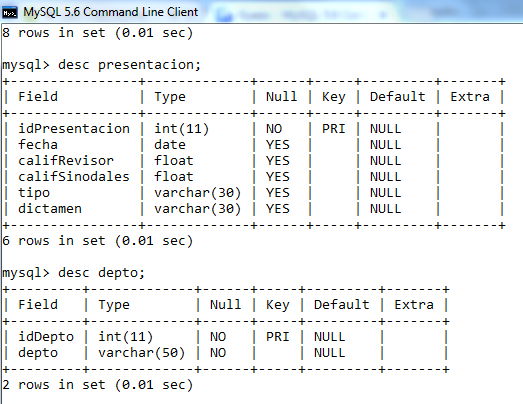 MySQL 5.6 Command Line Client
8 rows in set (0.01 sec)
mysql> desc presentacion;
+----------------+-------------+------+-----+---------+-------+
| Field          | Type        | Null | Key | Default | Extra |
+----------------+-------------+------+-----+---------+-------+
| idPresentacion | int(11)     | NO   | PRI | NULL    |       |
| fecha          | date        | YES  |     | NULL    |       |
| califRevisor   | float       | YES  |     | NULL    |       |
| califSinodales | float       | YES  |     | NULL    |       |
| tipo           | varchar(30) | YES  |     | NULL    |       |
| dictamen       | varchar(30) | YES  |     | NULL    |       |
+----------------+-------------+------+-----+---------+-------+
6 rows in set (0.01 sec)
mysql> desc depto;
+---------+-------------+------+-----+---------+-------+
| Field   | Type        | Null | Key | Default | Extra |
+---------+-------------+------+-----+---------+-------+
| idDepto | int(11)     | NO   | PRI | NULL    |       |
| depto   | varchar(50) | NO   |     | NULL    |       |
+---------+-------------+------+-----+---------+-------+
2 rows in set (0.01 sec)